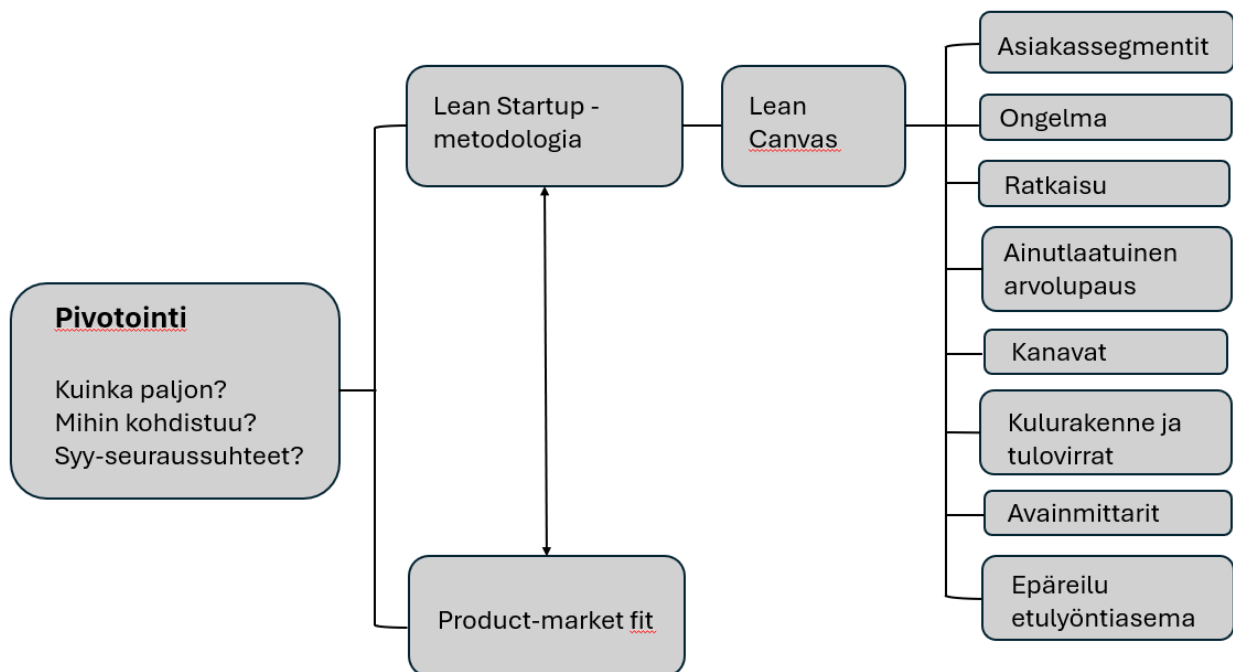 Pivotointi
Kuinka paljon?
Mihin kohdistuu?
Syy-seuraussuhteet?
Lean Startup -
metodologia
Product-market fit
Lean
Canvas
Asiakassegmentit
Ongelma
Ratkaisu
Ainutlaatuinen
arvolupaus
Kanavat
Kulurakenne ja
tulovirrat
Avainmittarit
Epäreilu
etulyöntiasema